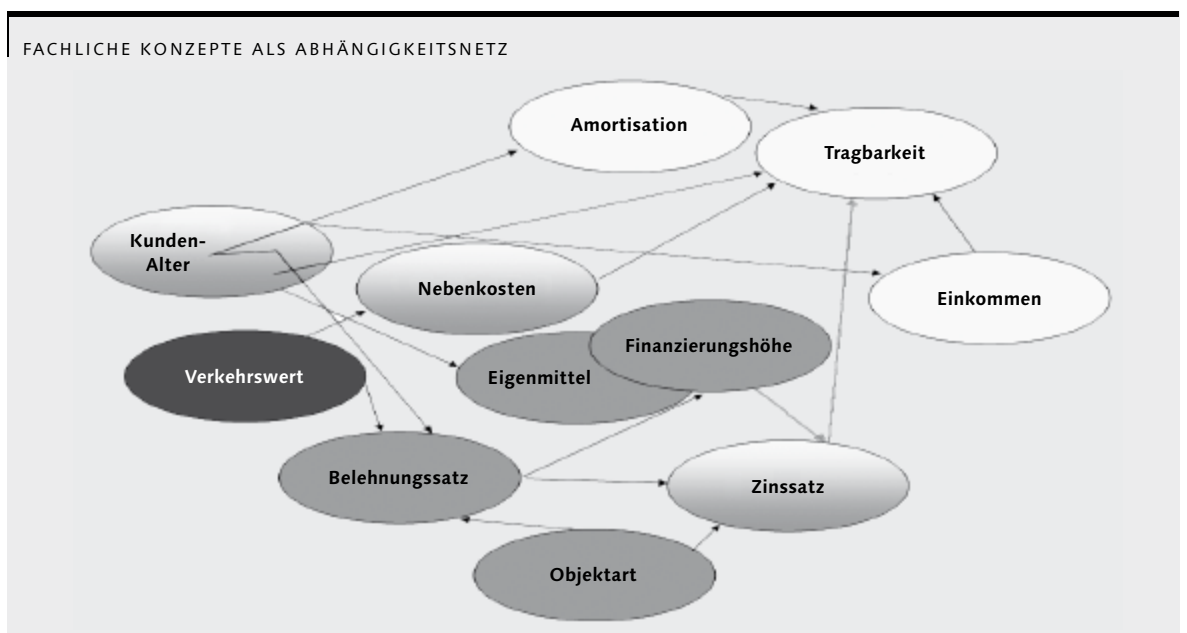 FACHLICHE KONZEPTE ALS ABHÄNGIGKEITSNETZ
Amortisation
Tragbarkeit
Kunden-
Alter
Nebenkosten
Einkommen
Finanzierungshöhe
Verkehrswert
Eigenmittel
Belehnungssatz
Zinssatz
Objektart